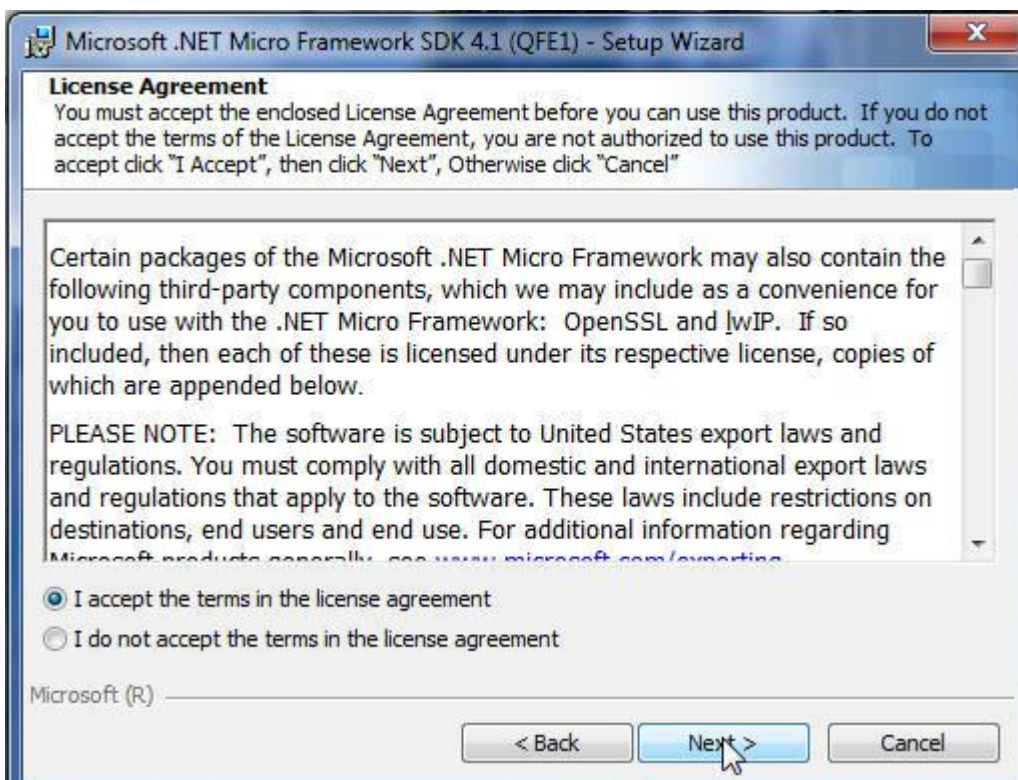 Microsoft .NET Micro Framework SDK 4.1 (QFE1) - Setup Wizard
License Agreement
You must accept the enclosed License Agreement before you can use this product. If you do not
accept the terms of the License Agreement, you are not authorized to use this product. To
accept click “I Accept”, then click “Next”, Otherwise click “Cancel”
Certain packages of the Microsoft .NET Micro Framework may also contain the
following third-party components, which we may include as a convenience for
you to use with the .NET Micro Framework: OpenSSL and lwIP. If so
included, then each of these is licensed under its respective license, copies of
which are appended below.
PLEASE NOTE: The software is subject to United States export laws and
regulations. You must comply with all domestic and international export laws
and regulations that apply to the software. These laws include restrictions on
destinations, end users and end use. For additional information regarding
Microsoft products generally, see www.microsoft.com/exporting
I accept the terms in the license agreement
I do not accept the terms in the license agreement
Microsoft (R)
< Back
Next >
Cancel